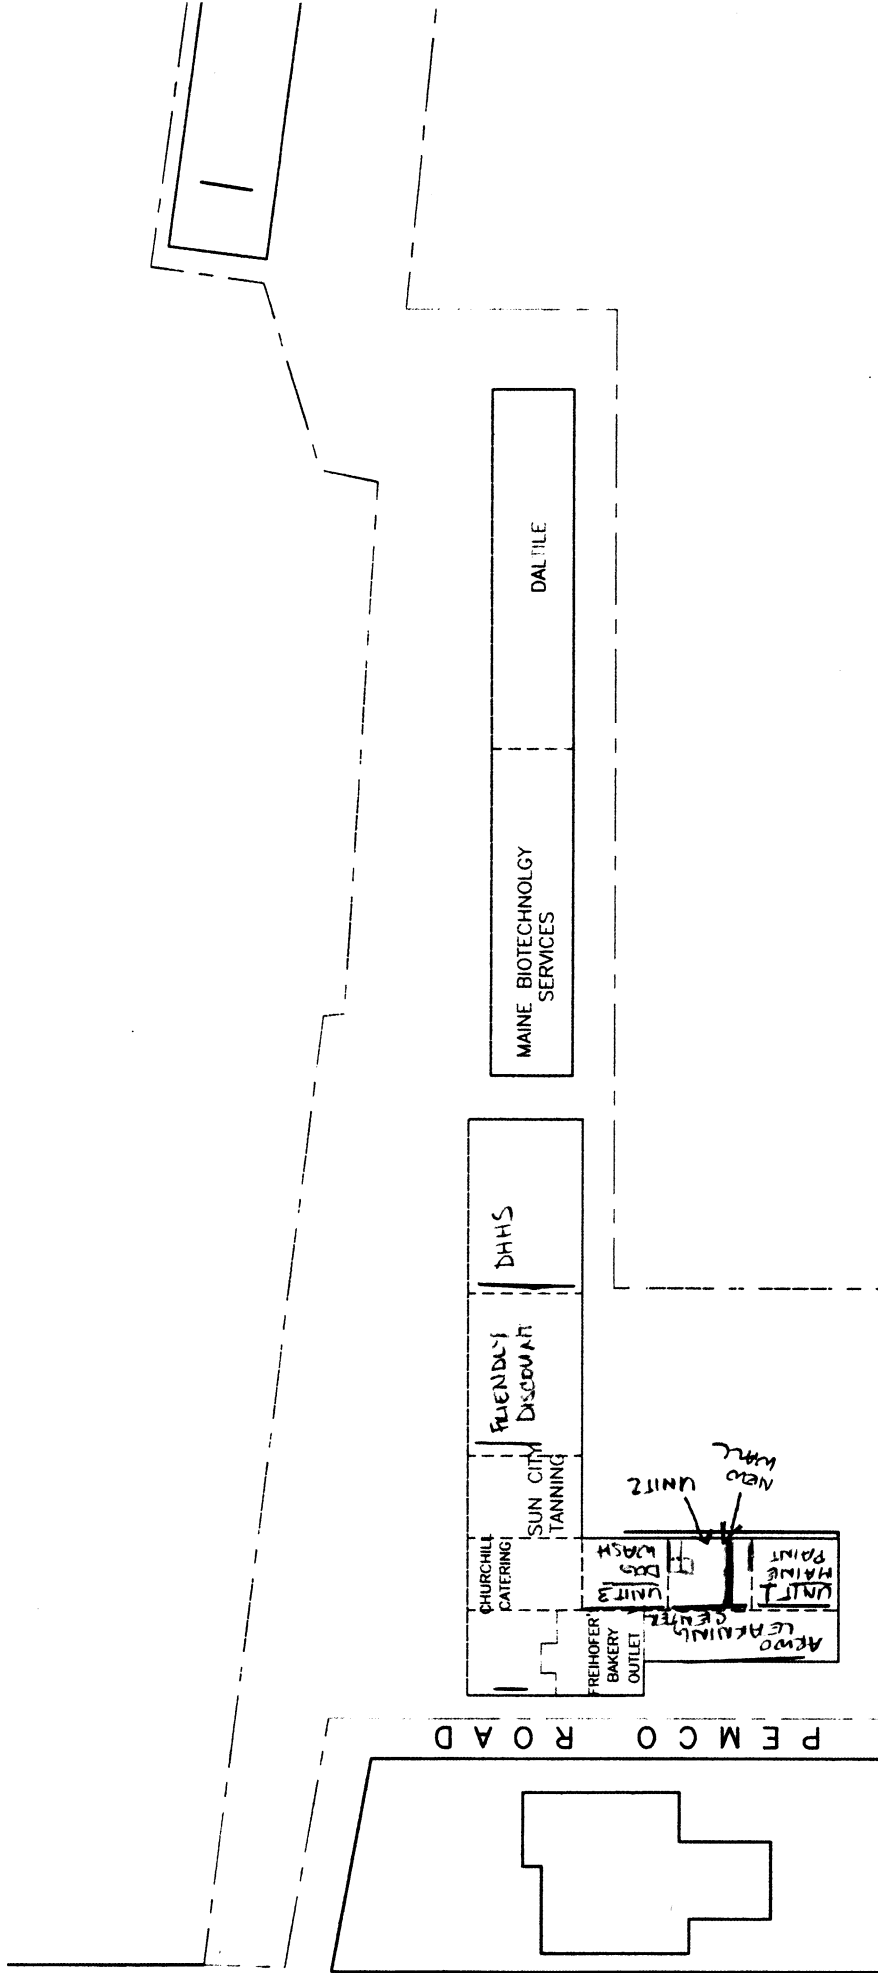 DALTILE
MAINE BIOTECHNOLGY
SERVICES
DHHS
FRIENDLY
DISCOUNT
SUN CITY
TANNING
CHURCHILL
CATERING
NEW
WALL
UNIT 2
UNIT 3
DOG
WASH
UNIT 1
MAINE
PAINT
LEARNING
CENTER
FREIHOFER'
BAKERY
OUTLET
PEMCO ROAD